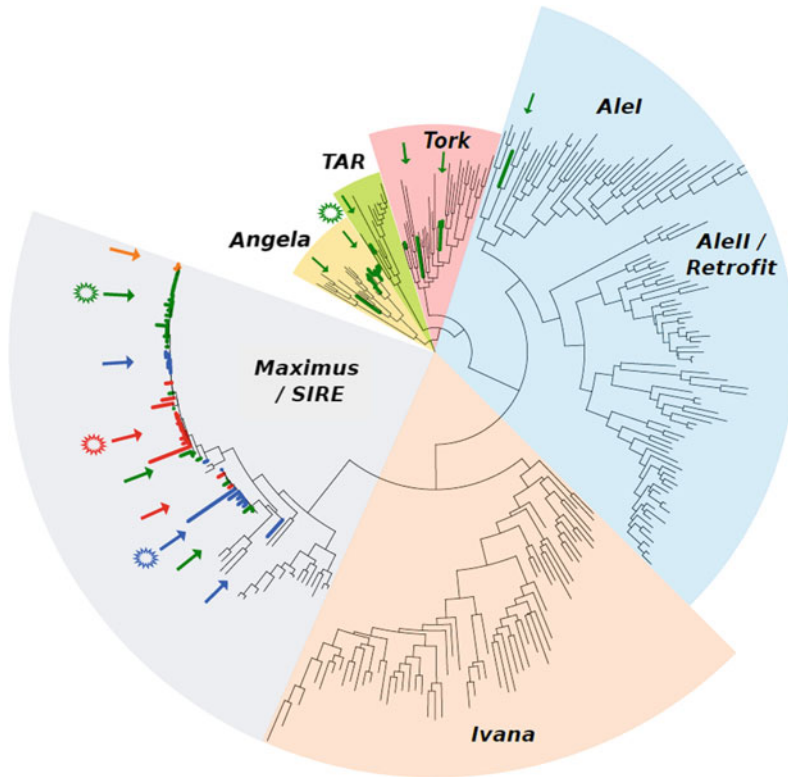 AleI
Tork
TAR
Angela
AleII /
Retrofit
Maximus
/ SIRE
Ivana